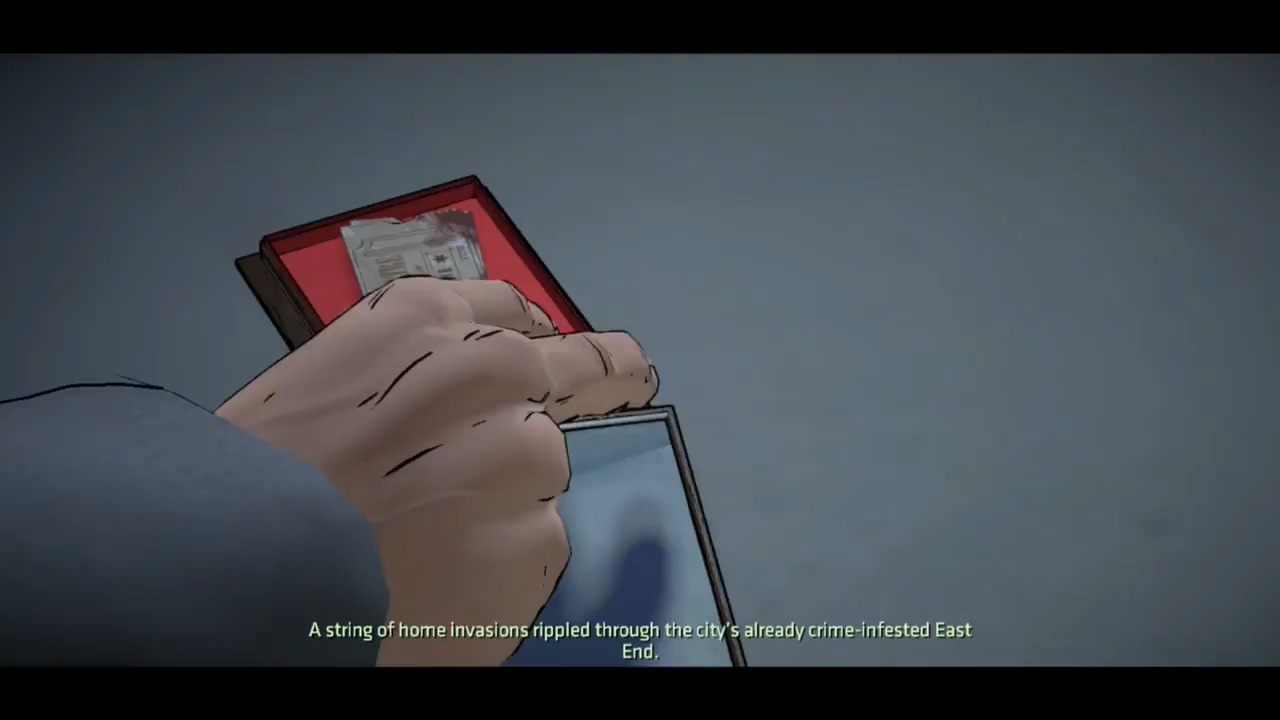 A string of home invasions rippled through the city's already crime-infested East
End.